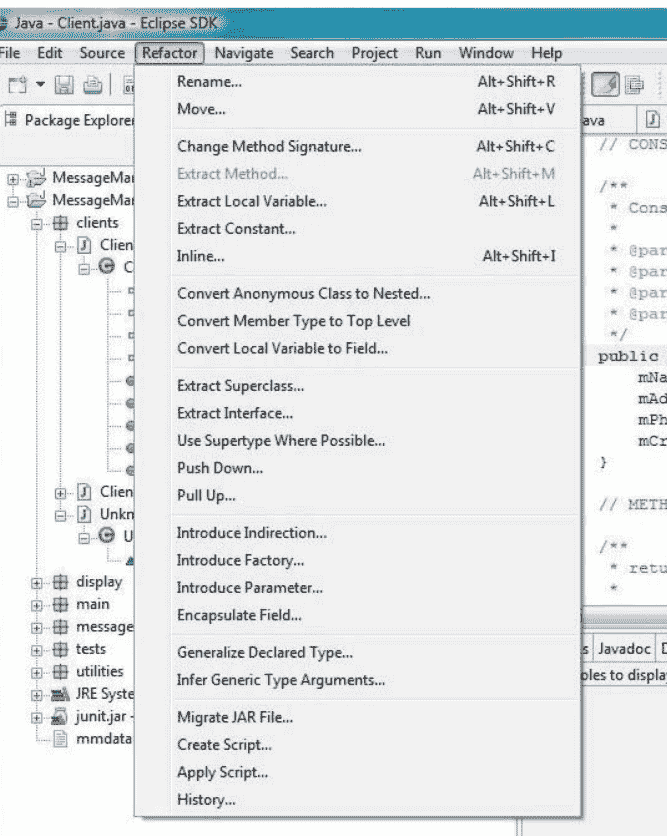 Java - Client.java - Eclipse SDK
File Edit Source Refactor Navigate Search Project Run Window Help
Package Explorer
Rename... Alt+Shift+R
Move... Alt+Shift+V
Change Method Signature... Alt+Shift+C
Extract Method... Alt+Shift+M
Extract Local Variable... Alt+Shift+L
Extract Constant...
Inline... Alt+Shift+I
Convert Anonymous Class to Nested...
Convert Member Type to Top Level
Convert Local Variable to Field...
Extract Superclass...
Extract Interface...
Use Supertype Where Possible...
Push Down...
Pull Up...
Introduce Indirection...
Introduce Factory...
Introduce Parameter...
Encapsulate Field...
Generalize Declared Type...
Infer Generic Type Arguments...
Migrate JAR File...
Create Script...
Apply Script...
History...
MessageMa
MessageMa
clients
Clien
C
Clien
Unkn
U
display
main
message
tests
utilities
JRE Syste
junit.jar -
mmdata
ava
// CONS
/**
* Cons
*
* @par
* @par
* @par
* @par
*/
public
mNa
mAd
mPh
mCr
}
// METH
/**
* retu
*
s Javadoc D
oles to display